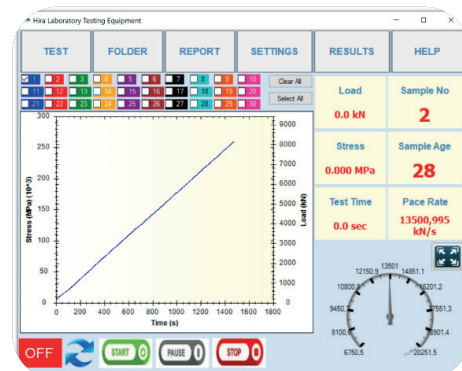 Hira Laboratory Testing Equipment
TEST FOLDER REPORT SETTINGS RESULTS HELP
1 2 3 4 5 6 7 8 9 10 Clear All
11 12 13 14 15 16 17 18 19 20 Select All
21 22 23 24 25 26 27 28 29 30
Load
0.0 kN
Sample No
2
Stress
0.000 MPa
Sample Age
28
Test Time
0.0 sec
Pace Rate
13500,995
kN/s
Stress (MPa) (10^3)
300
250
200
150
100
50
0
9000
8000
7000
6000
5000
4000
3000
2000
1000
0
Load (kN)
0 200 400 600 800 1000 1200 1400 1600 1800
Time (s)
6750,5
8100,6
9450,7
10800,8
12150,9
13501
14851,1
16201,2
17551,3
18901,4
20251,5
OFF START PAUSE STOP